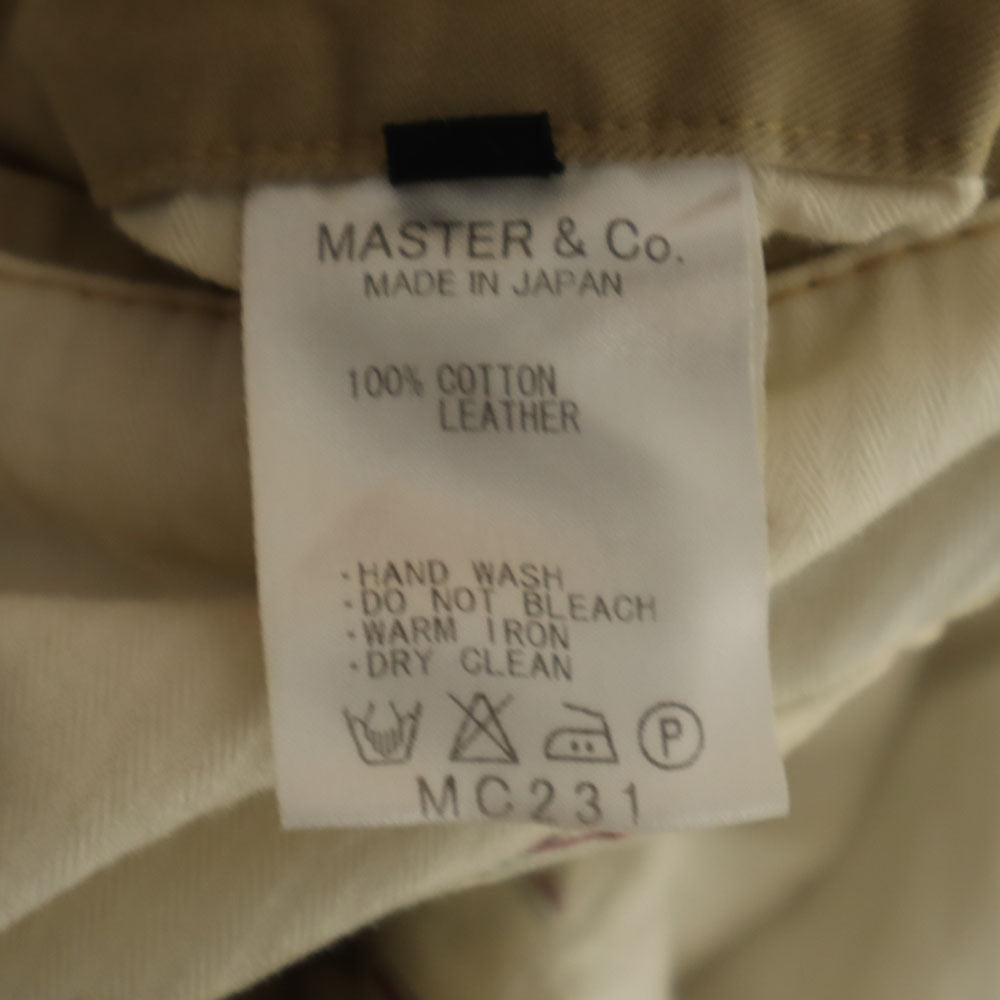 MASTER & Co.
MADE IN JAPAN
100% COTTON
LEATHER
·HAND WASH
·DO NOT BLEACH
·WARM IRON
·DRY CLEAN
P
MC231